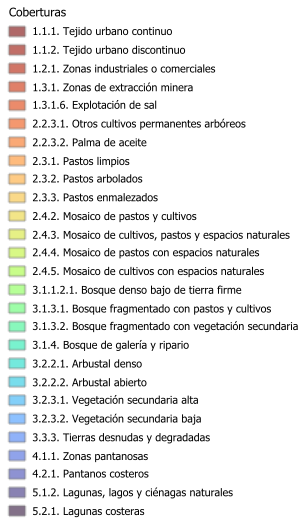 Coberturas
1.1.1. Tejido urbano continuo
1.1.2. Tejido urbano discontinuo
1.2.1. Zonas industriales o comerciales
1.3.1. Zonas de extracción minera
1.3.1.6. Explotación de sal
2.2.3.1. Otros cultivos permanentes arbóreos
2.2.3.2. Palma de aceite
2.3.1. Pastos limpios
2.3.2. Pastos arbolados
2.3.3. Pastos enmalezados
2.4.2. Mosaico de pastos y cultivos
2.4.3. Mosaico de cultivos, pastos y espacios naturales
2.4.4. Mosaico de pastos con espacios naturales
2.4.5. Mosaico de cultivos con espacios naturales
3.1.1.2.1. Bosque denso bajo de tierra firme
3.1.3.1. Bosque fragmentado con pastos y cultivos
3.1.3.2. Bosque fragmentado con vegetación secundaria
3.1.4. Bosque de galería y ripario
3.2.2.1. Arbustal denso
3.2.2.2. Arbustal abierto
3.2.3.1. Vegetación secundaria alta
3.2.3.2. Vegetación secundaria baja
3.3.3. Tierras desnudas y degradadas
4.1.1. Zonas pantanosas
4.2.1. Pantanos costeros
5.1.2. Lagunas, lagos y ciénagas naturales
5.2.1. Lagunas costeras